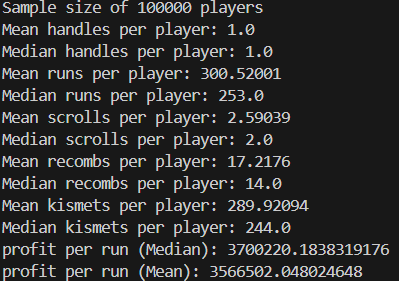 Sample size of 100000 players
Mean handles per player: 1.0
Median handles per player: 1.0
Mean runs per player: 300.52001
Median runs per player: 253.0
Mean scrolls per player: 2.59039
Median scrolls per player: 2.0
Mean recombs per player: 17.2176
Median recombs per player: 14.0
Mean kismets per player: 289.92094
Median kismets per player: 244.0
profit per run (Median): 3700220.1838319176
profit per run (Mean): 3566502.048024648